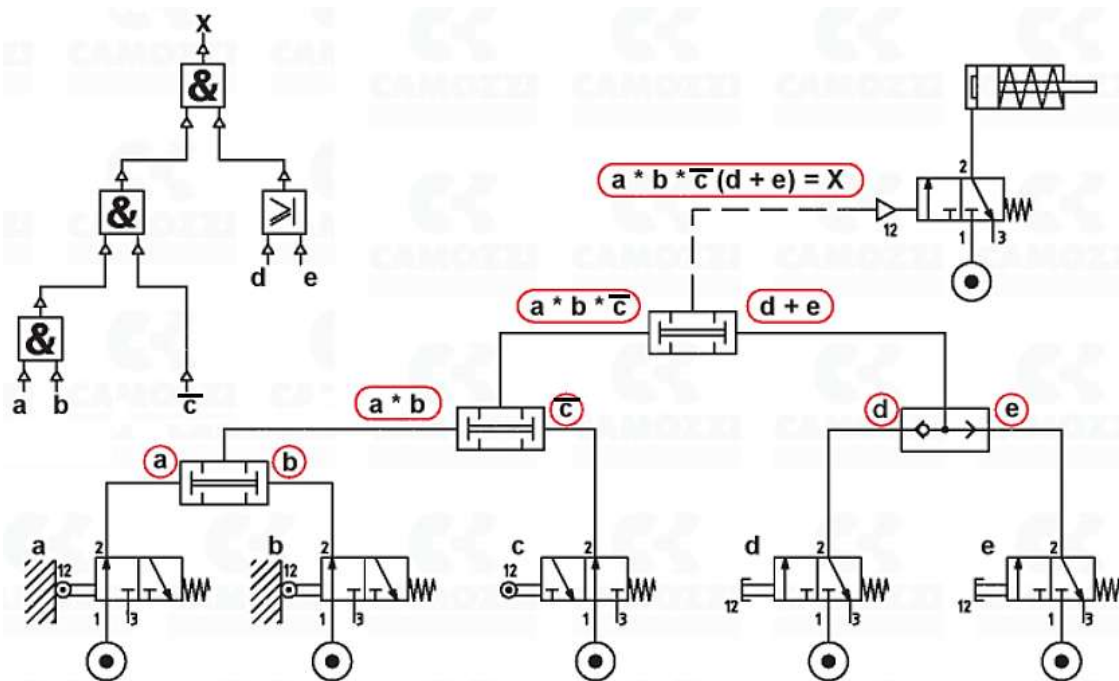 X
&
& ≥1
d e
&
a b c̅
a * b * c̅ (d + e) = X
2
12 1 3
a * b * c̅ d + e
a * b c̅ d e
a b
a 2 b 2 c 2 d 2 e 2
12 12 12 12 12
1 3 1 3 1 3 1 3 1 3
CAMOZZI